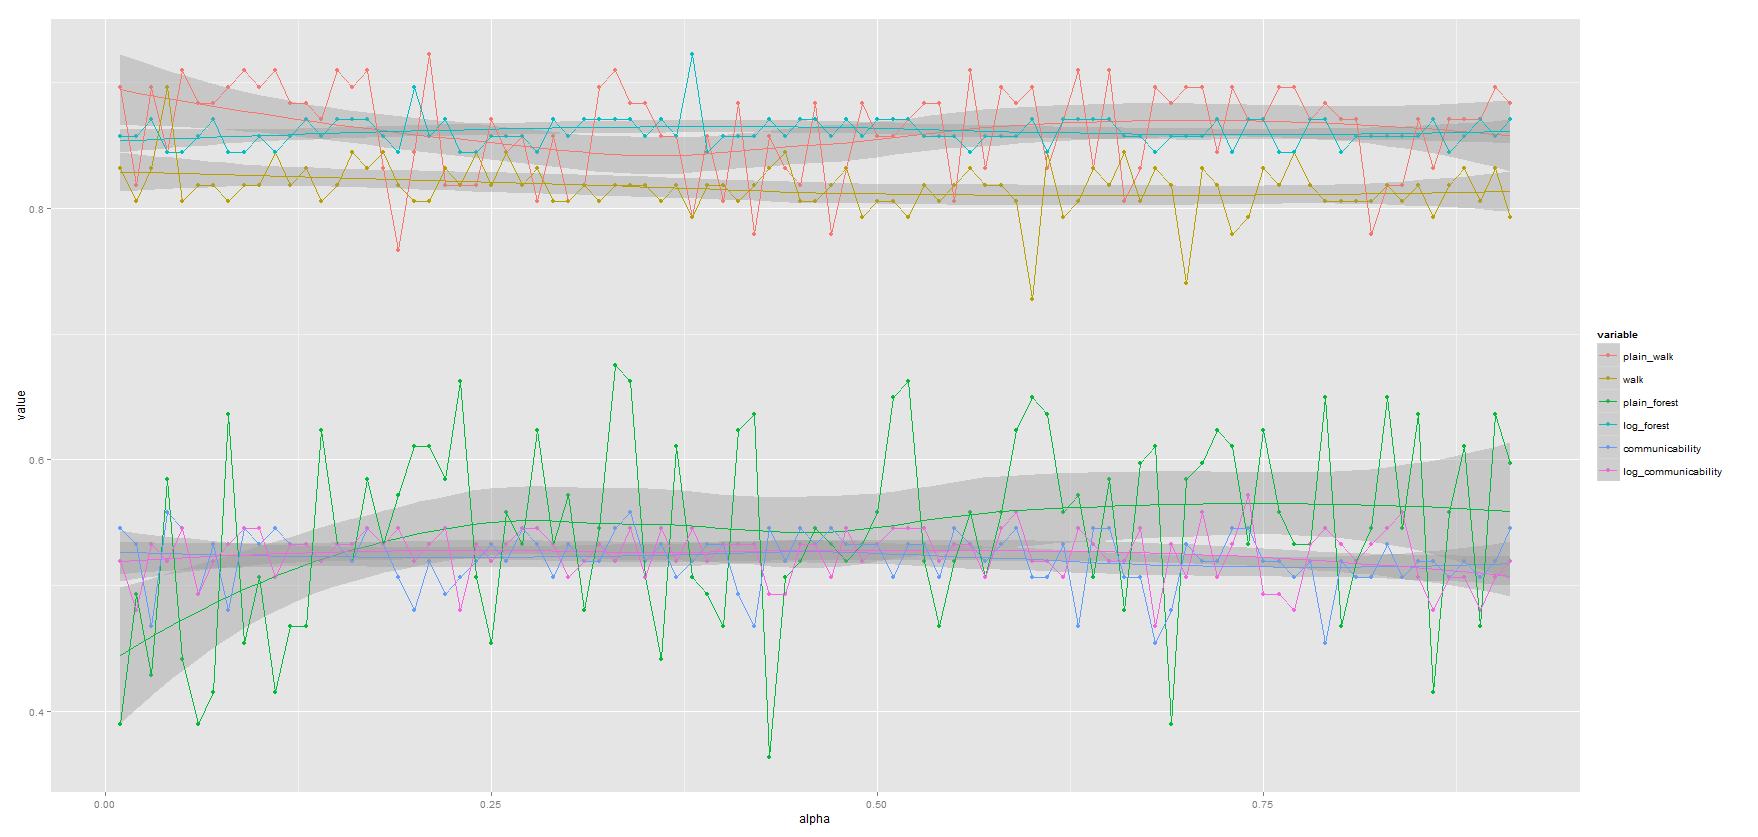 value
0.8
0.6
0.4
0.00
0.25
0.50
0.75
alpha
variable
plain_walk
walk
plain_forest
log_forest
communicability
log_communicability